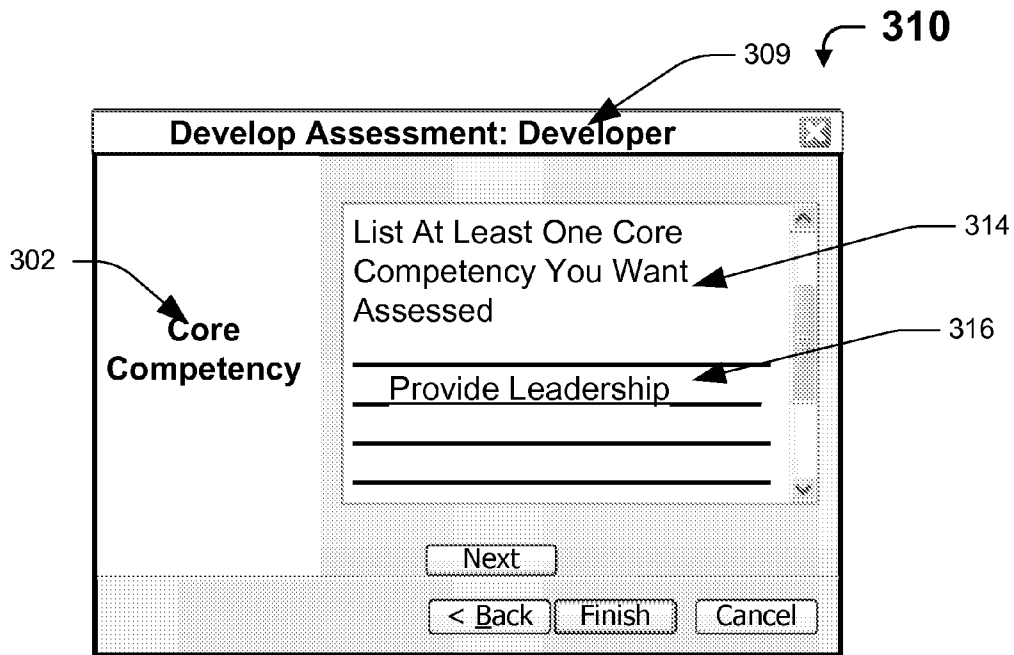 310
309
Develop Assessment: Developer
List At Least One Core
Competency You Want
Assessed
314
302
Core
Competency
316
Provide Leadership
Next
< Back
Finish
Cancel